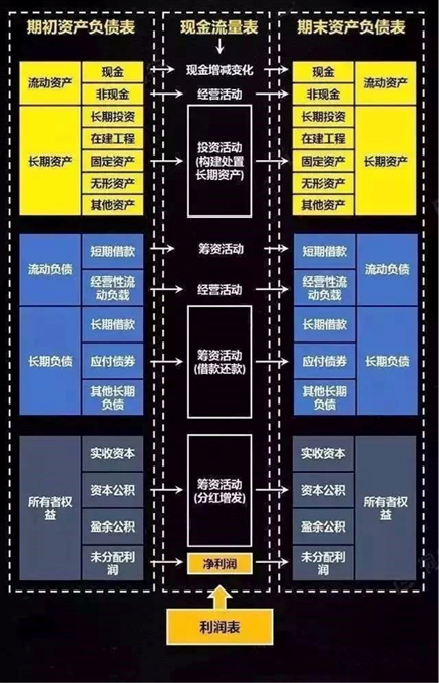 期初资产负债表
现金流量表
期末资产负债表
流动资产
现金
非现金
现金增减变化
经营活动
现金
非现金
流动资产
长期资产
长期投资
在建工程
固定资产
无形资产
其他资产
投资活动
(构建处置
长期资产)
长期投资
在建工程
固定资产
无形资产
其他资产
长期资产
流动负债
短期借款
经营性流
动负载
筹资活动
经营活动
短期借款
经营性流
动负载
流动负债
长期负债
长期借款
应付债券
其他长期
负债
筹资活动
(借款还款)
长期借款
应付债券
其他长期
负债
长期负债
所有者权
益
实收资本
资本公积
盈余公积
未分配利
润
筹资活动
(分红增发)
净利润
实收资本
资本公积
盈余公积
未分配利
润
所有者权
益
利润表